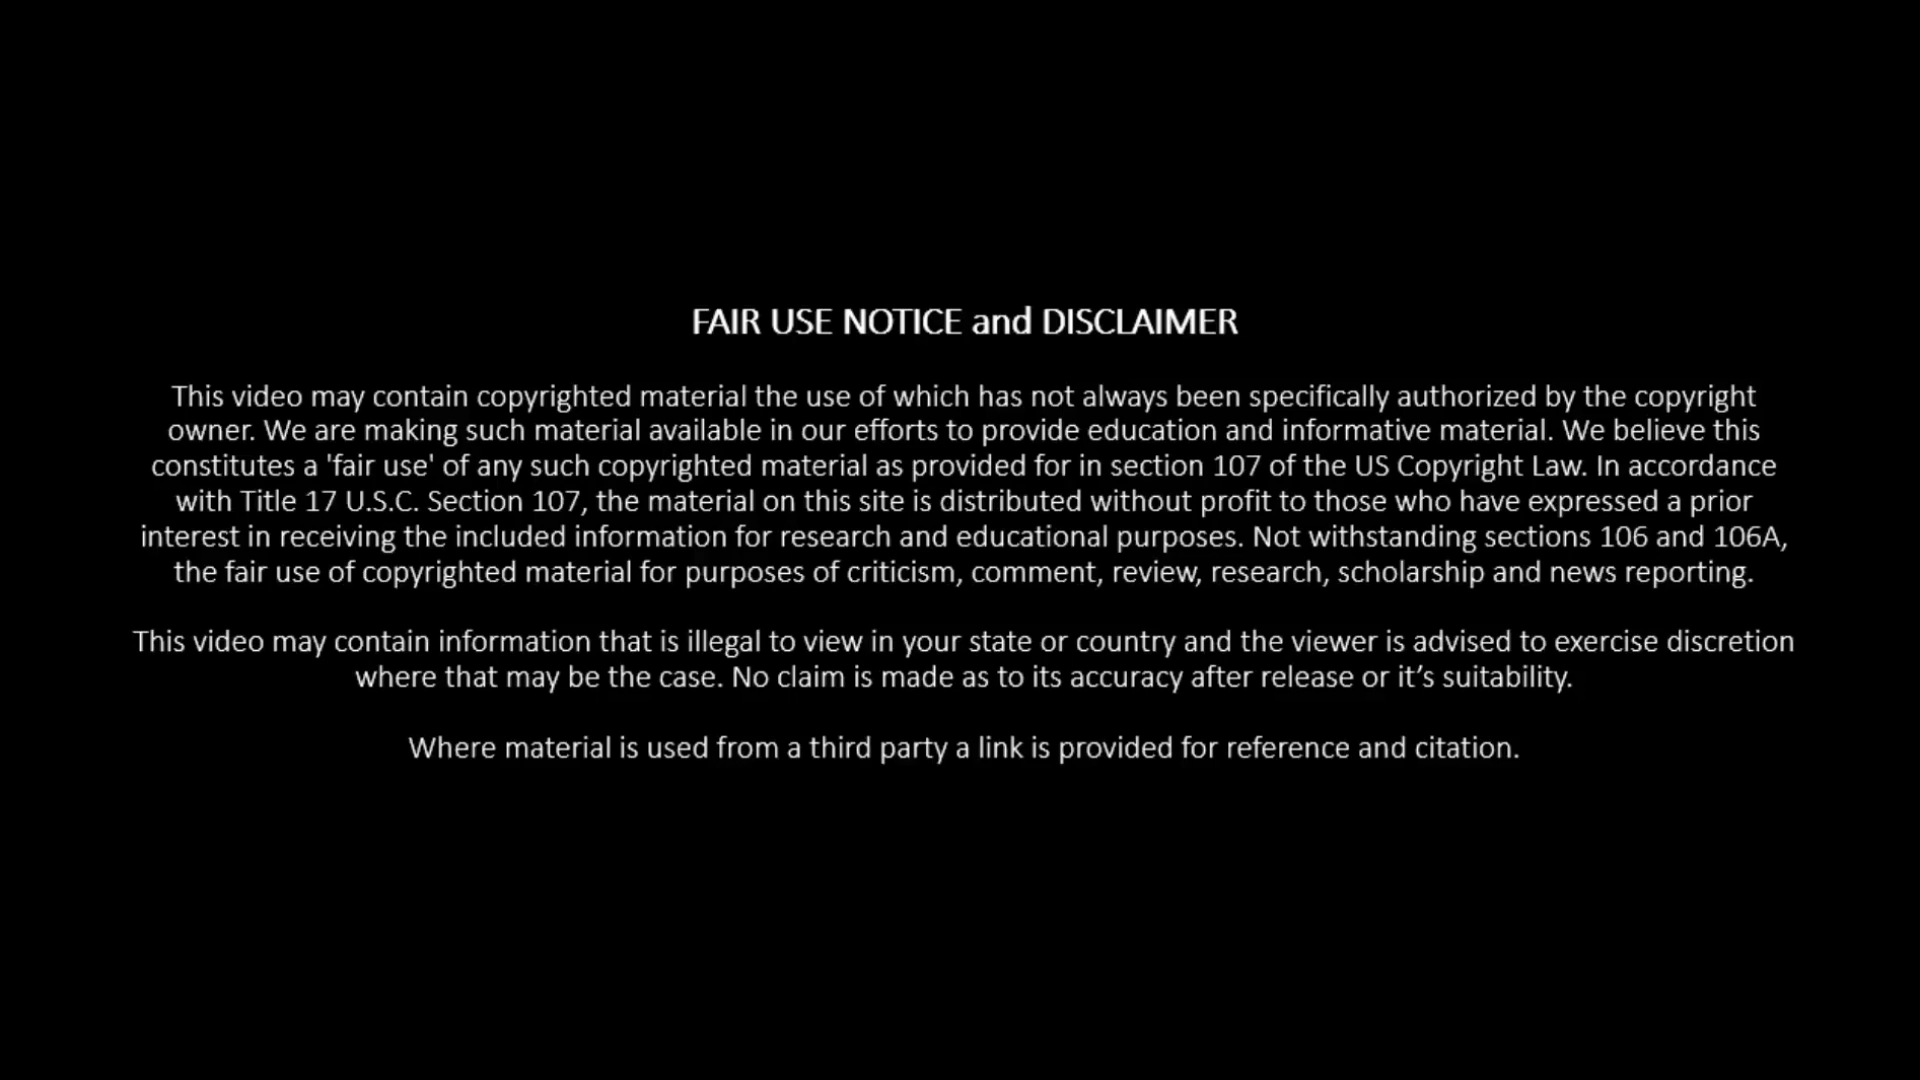 FAIR USE NOTICE and DISCLAIMER
This video may contain copyrighted material the use of which has not always been specifically authorized by the copyright
owner. We are making such material available in our efforts to provide education and informative material. We believe this
constitutes a 'fair use' of any such copyrighted material as provided for in section 107 of the US Copyright Law. In accordance
with Title 17 U.S.C. Section 107, the material on this site is distributed without profit to those who have expressed a prior
interest in receiving the included information for research and educational purposes. Not withstanding sections 106 and 106A,
the fair use of copyrighted material for purposes of criticism, comment, review, research, scholarship and news reporting.
This video may contain information that is illegal to view in your state or country and the viewer is advised to exercise discretion
where that may be the case. No claim is made as to its accuracy after release or it’s suitability.
Where material is used from a third party a link is provided for reference and citation.